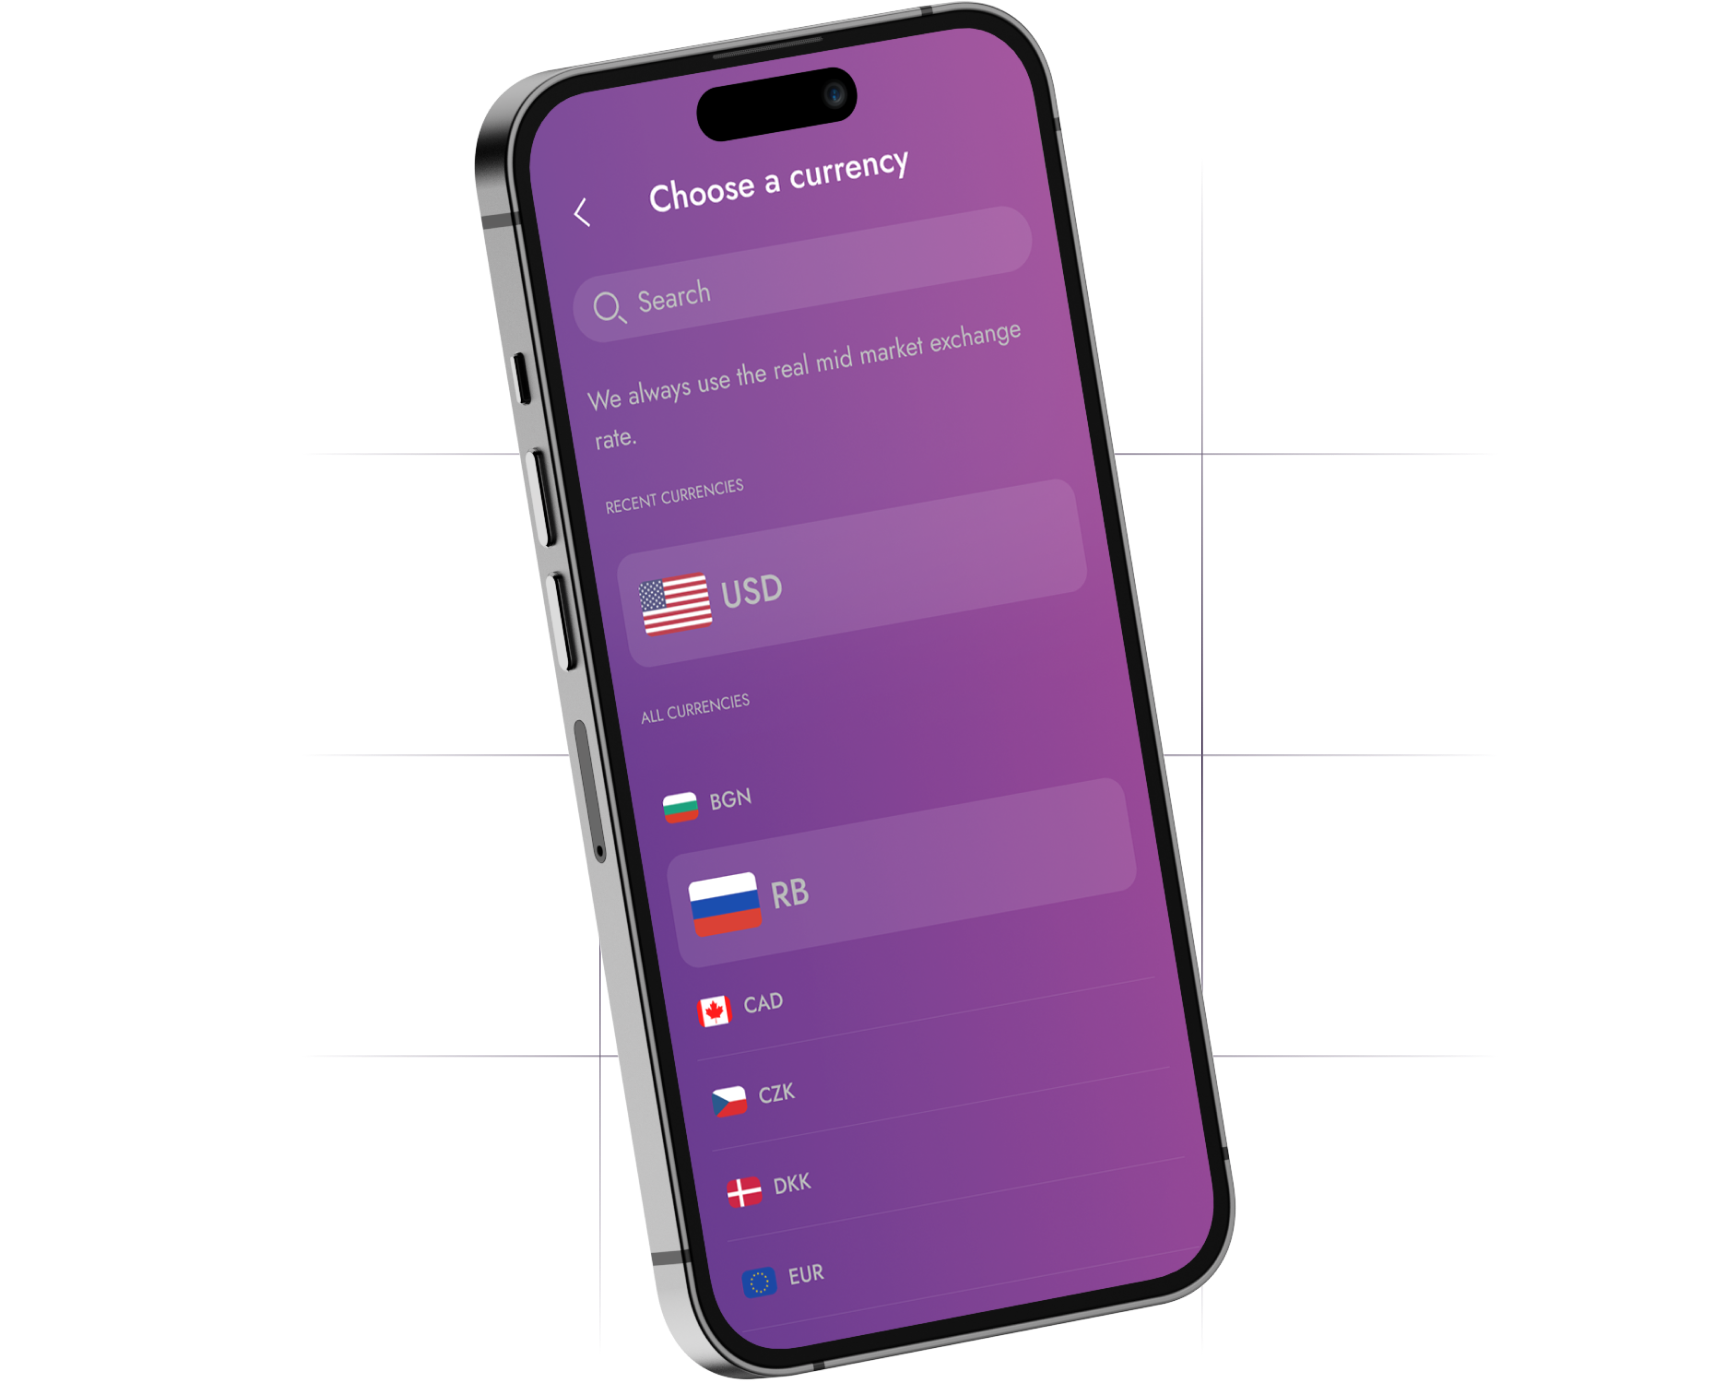 Choose a currency
Search
We always use the real mid market exchange
rate.
RECENT CURRENCIES
USD
ALL CURRENCIES
BGN
RB
CAD
CZK
DKK
EUR